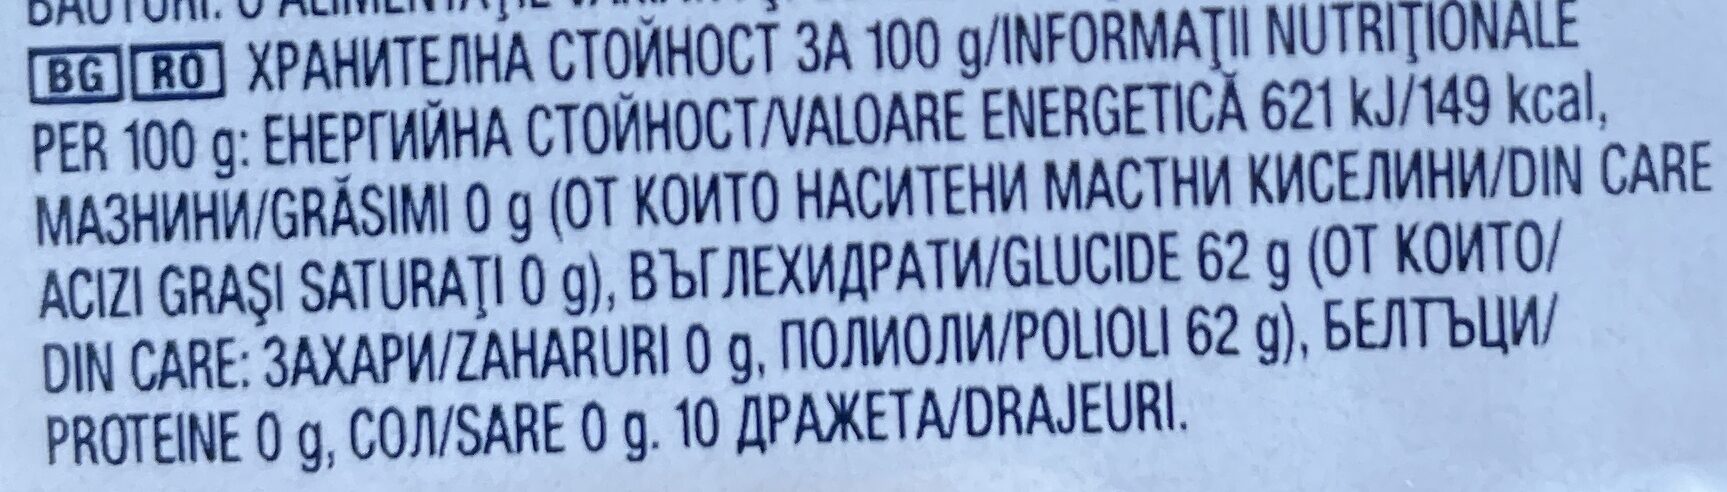 BG RO ХРАНИТЕЛНА СТОЙНОСТ ЗА 100 g/INFORMAŢII NUTRIŢIONALE
PER 100 g: ЕНЕРГИЙНА СТОЙНОСТ/VALOARE ENERGETICĂ 621 kJ/149 kcal,
МАЗНИНИ/GRĂSIMI 0 g (ОТ КОИТО НАСИТЕНИ МАСТНИ КИСЕЛИНИ/DIN CARE
ACIZI GRAŞI SATURAŢI 0 g), ВЪГЛЕХИДРАТИ/GLUCIDE 62 g (ОТ КОИТО/
DIN CARE: ЗАХАРИ/ZAHARURI 0 g, ПОЛИОЛИ/POLIOLI 62 g), БЕЛТЪЦИ/
PROTEINE 0 g, СОЛ/SARE 0 g. 10 ДРАЖЕТА/DRAJEURI.